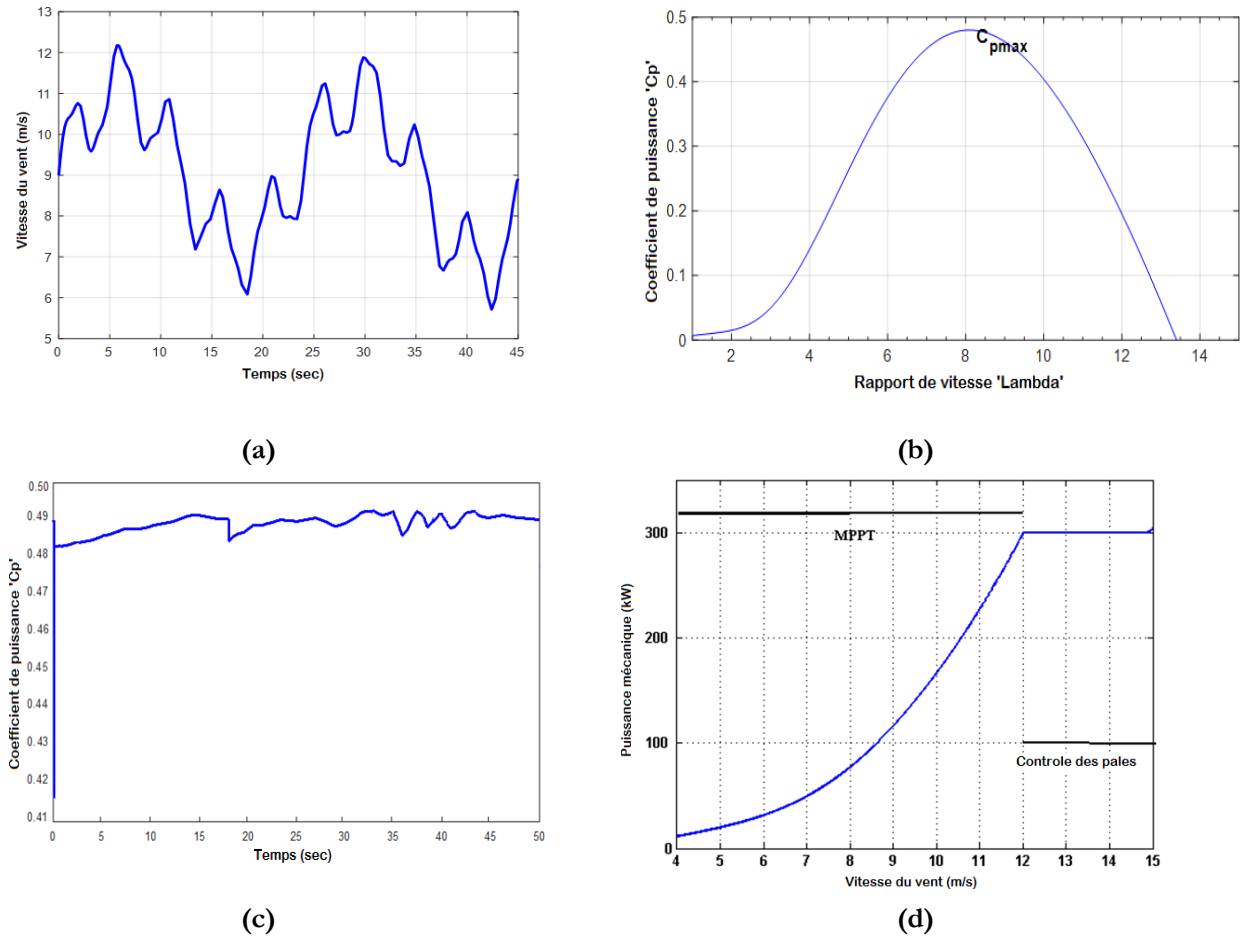 13
12
11
10
9
8
7
6
5
Vitesse du vent (m/s)
0 5 10 15 20 25 30 35 40 45
Temps (sec)
(a)
0.5
0.4
0.3
0.2
0.1
0
Coefficient de puissance 'Cp'
Cpmax
2 4 6 8 10 12 14
Rapport de vitesse 'Lambda'
(b)
0.50
0.49
0.48
0.47
0.46
0.45
0.44
0.43
0.42
0.41
Coefficient de puissance 'Cp'
0 5 10 15 20 25 30 35 40 45 50
Temps (sec)
(c)
300
200
100
0
Puissance mécanique (kW)
MPPT
Controle des pales
4 5 6 7 8 9 10 11 12 13 14 15
Vitesse du vent (m/s)
(d)